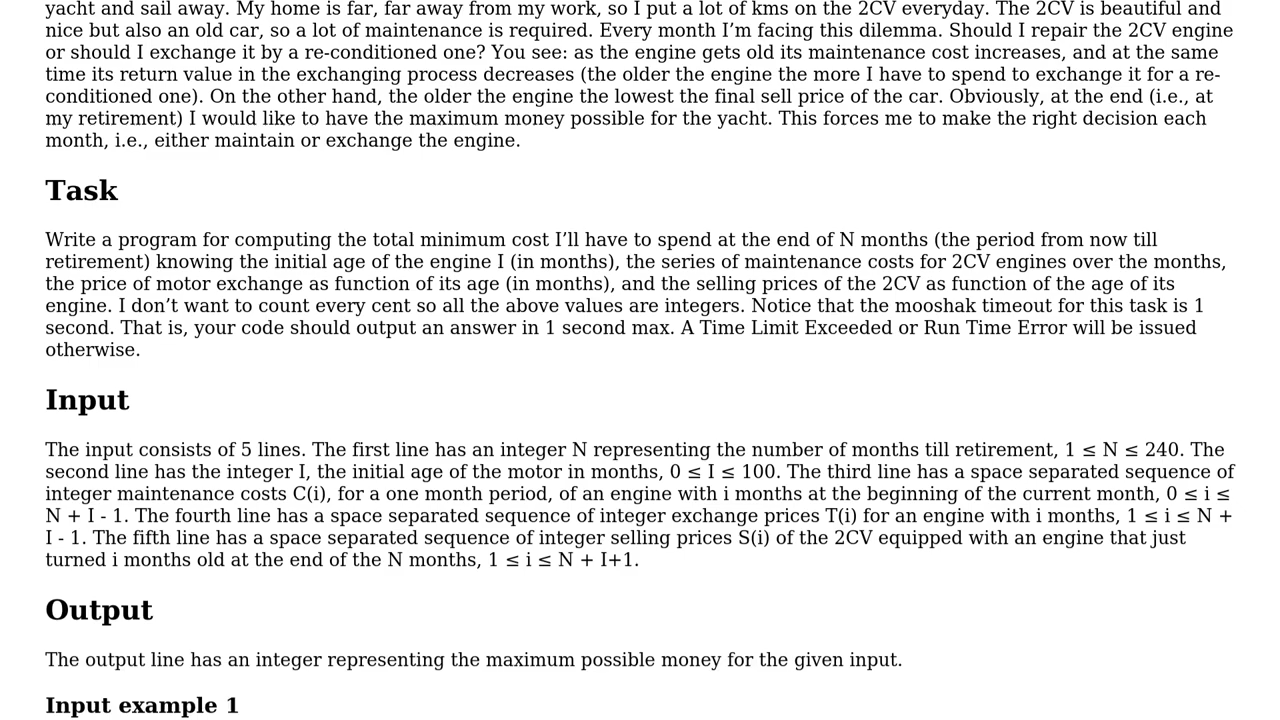 yacht and sail away. My home is far, far away from my work, so I put a lot of kms on the 2CV everyday. The 2CV is beautiful and
nice but also an old car, so a lot of maintenance is required. Every month I’m facing this dilemma. Should I repair the 2CV engine
or should I exchange it by a re-conditioned one? You see: as the engine gets old its maintenance cost increases, and at the same
time its return value in the exchanging process decreases (the older the engine the more I have to spend to exchange it for a re-
conditioned one). On the other hand, the older the engine the lowest the final sell price of the car. Obviously, at the end (i.e., at
my retirement) I would like to have the maximum money possible for the yacht. This forces me to make the right decision each
month, i.e., either maintain or exchange the engine.
Task
Write a program for computing the total minimum cost I’ll have to spend at the end of N months (the period from now till
retirement) knowing the initial age of the engine I (in months), the series of maintenance costs for 2CV engines over the months,
the price of motor exchange as function of its age (in months), and the selling prices of the 2CV as function of the age of its
engine. I don’t want to count every cent so all the above values are integers. Notice that the mooshak timeout for this task is 1
second. That is, your code should output an answer in 1 second max. A Time Limit Exceeded or Run Time Error will be issued
otherwise.
Input
The input consists of 5 lines. The first line has an integer N representing the number of months till retirement, 1 ≤ N ≤ 240. The
second line has the integer I, the initial age of the motor in months, 0 ≤ I ≤ 100. The third line has a space separated sequence of
integer maintenance costs C(i), for a one month period, of an engine with i months at the beginning of the current month, 0 ≤ i ≤
N + I - 1. The fourth line has a space separated sequence of integer exchange prices T(i) for an engine with i months, 1 ≤ i ≤ N +
I - 1. The fifth line has a space separated sequence of integer selling prices S(i) of the 2CV equipped with an engine that just
turned i months old at the end of the N months, 1 ≤ i ≤ N + I+1.
Output
The output line has an integer representing the maximum possible money for the given input.
Input example 1